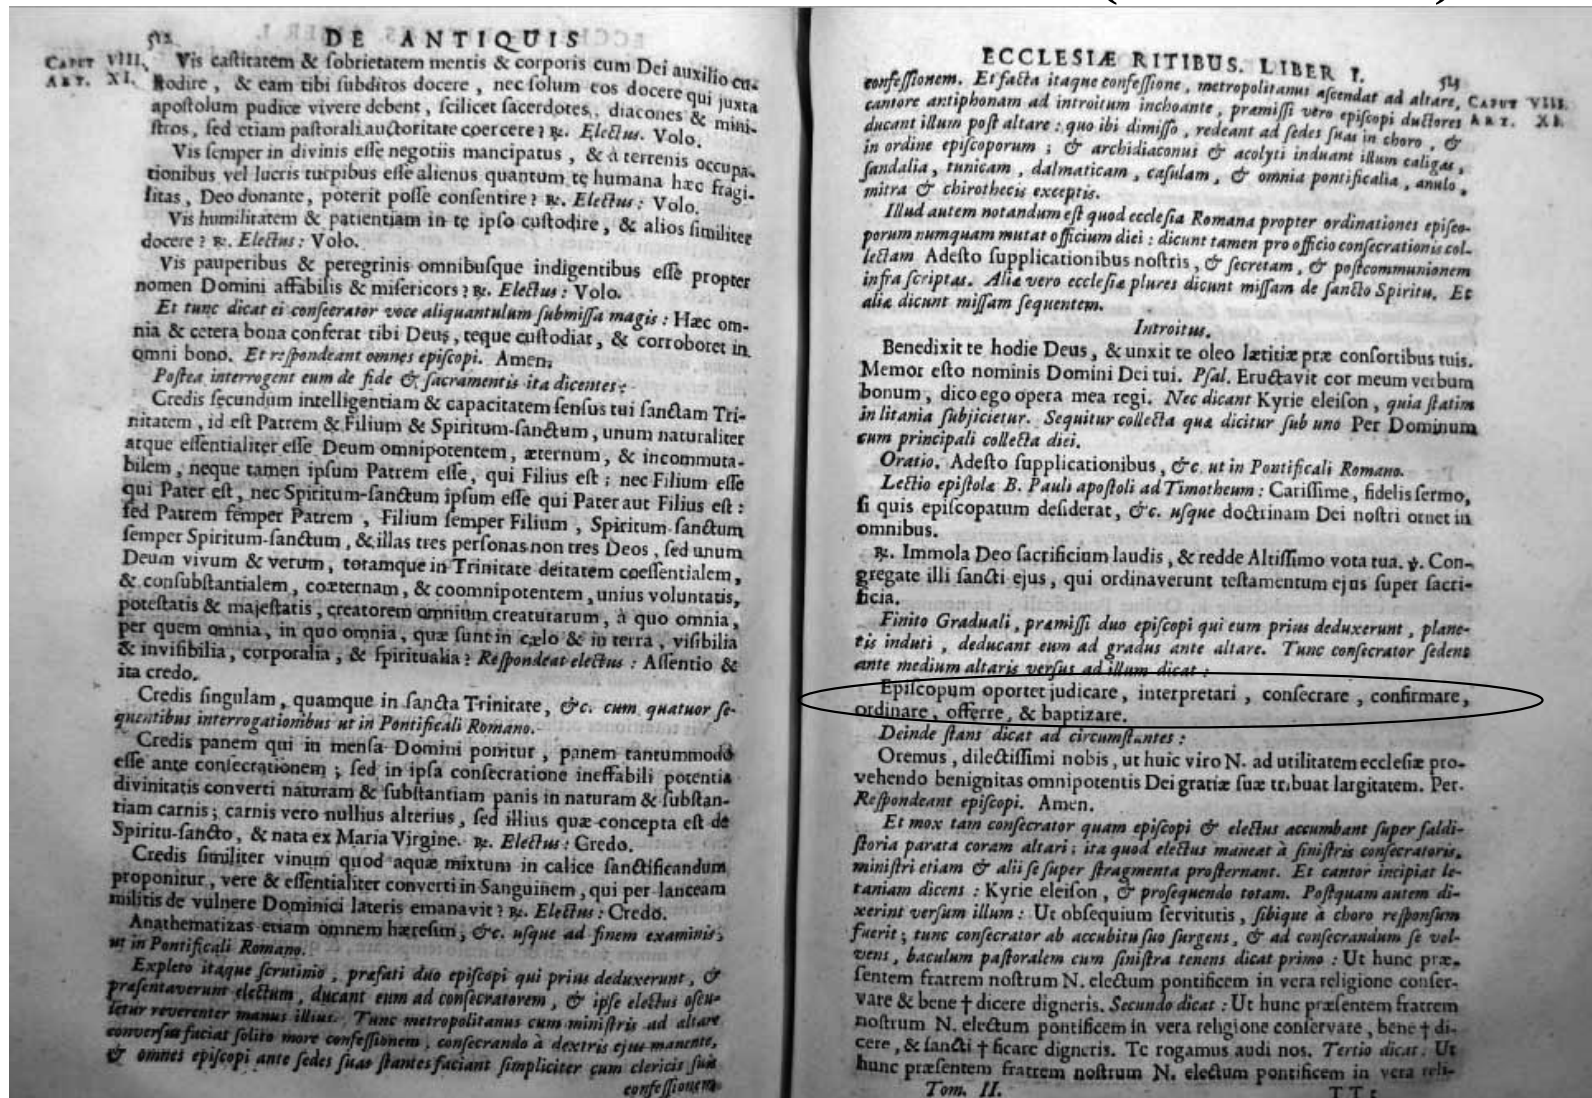 512 DE ANTIQUIS
CAPUT VIII. ART. XI.
Vis castitatem & sobrietatem mentis & corporis cum Dei auxilio cu-
stodire, & eam tibi subditos docere, nec solum eos docere qui juxta
apostolum pudice vivere debent, scilicet sacerdotes, diacones & mini-
stros, sed etiam pastorali auctoritate coercere? ℟. Electus. Volo.
Vis semper in divinis esse negotiis mancipatus, & à terrenis occupa-
tionibus vel lucris turpibus esse alienus quantum te humana hæc fragi-
litas, Deo donante, poterit posse consentire? ℟. Electus: Volo.
Vis humilitatem & patientiam in te ipso custodire, & alios similiter
docere? ℟. Electus: Volo.
Vis pauperibus & peregrinis omnibusque indigentibus esse propter
nomen Domini affabilis & misericors? ℟. Electus: Volo.
Et tunc dicat ei consecrator voce aliquantulum submissa magis: Hæc om-
nia & cetera bona conferat tibi Deus, teque custodiat, & corroboret in
omni bono. Et respondeant omnes episcopi. Amen.
Postea interrogent eum de fide & sacramentis ita dicentes:
Credis secundum intelligentiam & capacitatem sensus tui sanctam Tri-
nitatem, id est Patrem & Filium & Spiritum-sanctum, unum naturaliter
atque essentialiter esse Deum omnipotentem, æternum, & incommuta-
bilem, neque tamen ipsum Patrem esse, qui Filius est; nec Filium esse
qui Pater est, nec Spiritum-sanctum ipsum esse qui Pater aut Filius est:
sed Patrem semper Patrem, Filium semper Filium, Spiritum-sanctum
semper Spiritum-sanctum, & illas tres personas non tres Deos, sed unum
Deum vivum & verum, totamque in Trinitate deitatem coessentialem,
& consubstantialem, coæternam, & coomnipotentem, unius voluntatis,
potestatis & majestatis, creatorem omnium creaturarum, à quo omnia,
per quem omnia, in quo omnia, quæ sunt in cælo & in terra, visibilia
& invisibilia, corporalia, & spiritualia? Respondeat electus: Assentio &
ita credo.
Credis singulam, quamque in sancta Trinitate, &c. cum quatuor se-
quentibus interrogationibus ut in Pontificali Romano.
Credis panem qui in mensa Domini ponitur, panem tantummodo
esse ante consecrationem; sed in ipsa consecratione ineffabili potentia
divinitatis converti naturam & substantiam panis in naturam & substan-
tiam carnis; carnis vero nullius alterius, sed illius quæ concepta est de
Spiritu-sancto, & nata ex Maria Virgine. ℟. Electus: Credo.
Credis similiter vinum quod aquæ mixtum in calice sanctificandum
proponitur, vere & essentialiter converti in Sanguinem, qui per lanceam
militis de vulnere Dominici lateris emanavit? ℟. Electus: Credo.
Anathematizas etiam omnem hæresim, &c. usque ad finem examinis,
ut in Pontificali Romano.
Expleto itaque scrutinio, præfati duo episcopi qui prius deduxerunt, &
præsentaverunt electum, ducant eum ad consecratorem, & ipse electus oscu-
letur reverenter manus illius. Tunc metropolitanus cum ministris ad altare
conversus faciat solito more confessionem, consecrando à dextris ejus manente,
& omnes episcopi ante sedes suas stantes faciant simpliciter cum clericis suis
confessionem
ECCLESIÆ RITIBUS. LIBER I.
CAPUT VIII. ART. XI.
confessionem. Et facta itaque confessione, metropolitanus ascendat ad altare,
cantore antiphonam ad introitum inchoante, præmissi vero episcopi ductores
ducant illum post altare: quo ibi dimisso, redeant ad sedes suas in choro, &
in ordine episcoporum; & archidiaconus & acolyti induant illum caligas,
sandalia, tunicam, dalmaticam, casulam, & omnia pontificalia, anulo,
mitra & chirothecis exceptis.
Illud autem notandum est quod ecclesia Romana propter ordinationes episco-
porum numquam mutat officium diei: dicunt tamen pro officio consecrationis col-
lectam Adesto supplicationibus nostris, & secretam, & postcommunionem
infra scriptas. Aliæ vero ecclesiæ plures dicunt missam de sancto Spiritu. Et
aliæ dicunt missam sequentem.
Introitus.
Benedixit te hodie Deus, & unxit te oleo lætitiæ præ consortibus tuis.
Memor esto nominis Domini Dei tui. Psal. Eructavit cor meum verbum
bonum, dico ego opera mea regi. Nec dicant Kyrie eleison, quia statim
in litania subjicietur. Sequitur collecta quæ dicitur sub uno Per Dominum
cum principali collecta diei.
Oratio. Adesto supplicationibus, &c. ut in Pontificali Romano.
Lectio epistolæ B. Pauli apostoli ad Timotheum: Carissime, fidelis sermo,
si quis episcopatum desiderat, &c. usque doctrinam Dei nostri ornet in
omnibus.
℟. Immola Deo sacrificium laudis, & redde Altissimo vota tua. ℣. Con-
gregate illi sancti ejus, qui ordinaverunt testamentum ejus super sacri-
ficia.
Finito Graduali, præmissi duo episcopi qui eum prius deduxerunt, plane-
tis induti, deducant eum ad gradus ante altare. Tunc consecrator sedens
ante medium altaris versus ad illum dicat:
Episcopum oportet judicare, interpretari, consecrare, confirmare,
ordinare, offerre, & baptizare.
Deinde stans dicat ad circumstantes:
Oremus, dilectissimi nobis, ut huic viro N. ad utilitatem ecclesiæ pro-
vehendo benignitas omnipotentis Dei gratiæ suæ tribuat largitatem. Per.
Respondeant episcopi. Amen.
Et mox tam consecrator quam episcopi & electus accumbant super faldi-
storia parata coram altari; ita quod electus maneat à sinistris consecratoris,
ministri etiam & alii se super stragmenta prosternant. Et cantor incipiat le-
taniam dicens: Kyrie eleison, & prosequendo totam. Postquam autem di-
xerint versum illum: Ut obsequium servitutis, sibique à choro responsum
fuerit; tunc consecrator ab accubitu suo surgens, & ad consecrandum se vol-
vens, baculum pastoralem cum sinistra tenens dicat primo: Ut hunc præ-
sentem fratrem nostrum N. electum pontificem in vera religione conser-
vare & bene † dicere digneris. Secundo dicat: Ut hunc præsentem fratrem
nostrum N. electum pontificem in vera religione conservare, bene † di-
cere, & sancti † ficare digneris. Te rogamus audi nos. Tertio dicat: Ut
hunc præsentem fratrem nostrum N. electum pontificem in vera reli-
Tom. II.